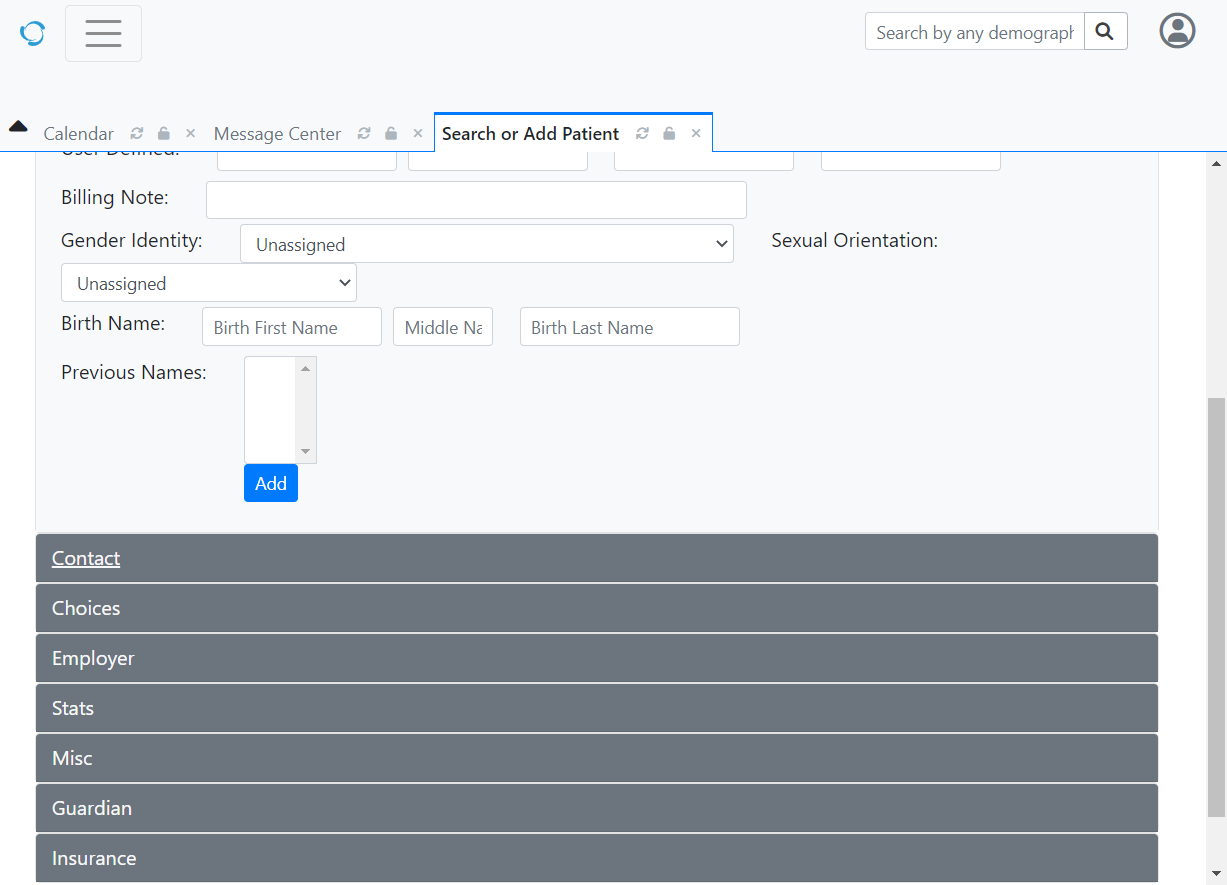 Search by any demograph
Calendar Message Center Search or Add Patient
User Defined:
Billing Note:
Gender Identity: Unassigned Sexual Orientation:
Unassigned
Birth Name: Birth First Name Middle Na Birth Last Name
Previous Names:
Add
Contact
Choices
Employer
Stats
Misc
Guardian
Insurance